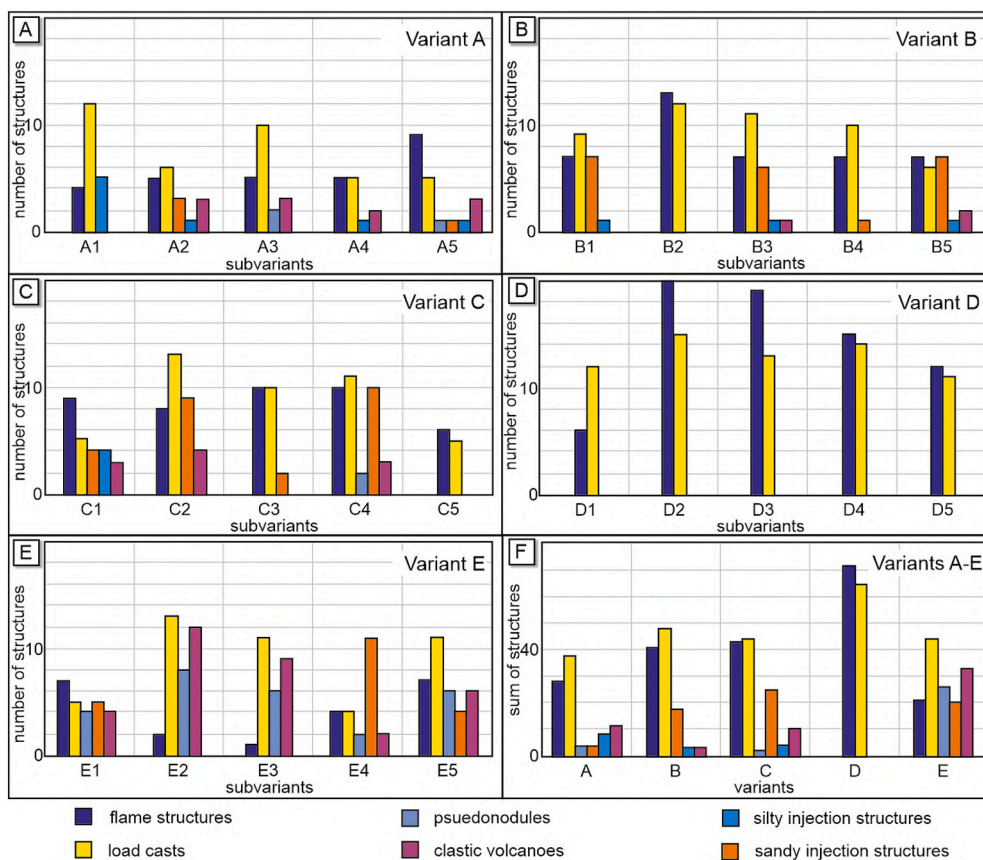 A
Variant A
number of structures
10
0
A1 A2 A3 A4 A5
subvariants
B
Variant B
number of structures
10
0
B1 B2 B3 B4 B5
subvariants
C
Variant C
number of structures
10
0
C1 C2 C3 C4 C5
subvariants
D
Variant D
number of structures
10
0
D1 D2 D3 D4 D5
subvariants
E
Variant E
number of structures
10
0
E1 E2 E3 E4 E5
subvariants
F
Variants A-E
sum of structures
40
0
A B C D E
variants
flame structures
psuedonodules
silty injection structures
load casts
clastic volcanoes
sandy injection structures